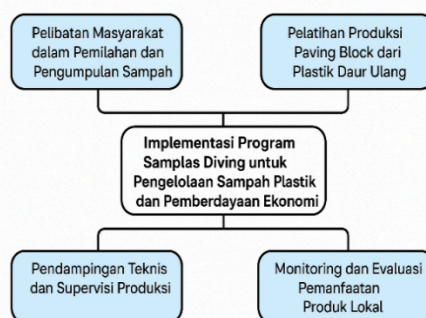 Pelibatan Masyarakat
dalam Pemilahan dan
Pengumpulan Sampah
Pelatihan Produksi
Paving Block dari
Plastik Daur Ulang
Implementasi Program
Samplas Diving untuk
Pengelolaan Sampah Plastik
dan Pemberdayaan Ekonomi
Pendampingan Teknis
dan Supervisi Produksi
Monitoring dan Evaluasi
Pemanfaatan
Produk Lokal